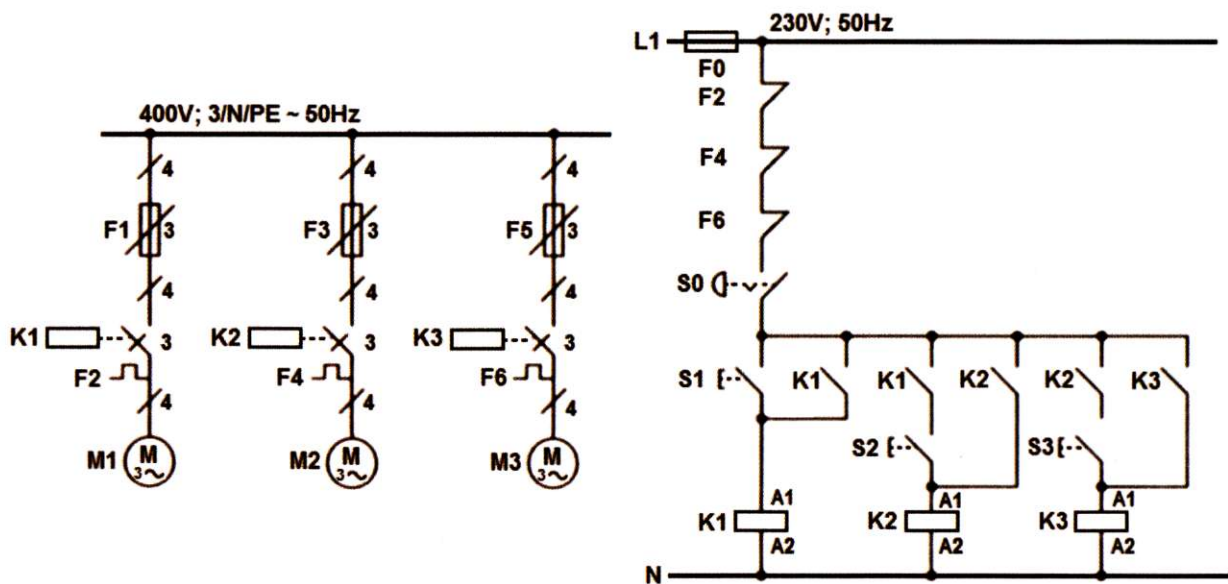 400V; 3/N/PE ~ 50Hz
4 4 4
F1 3 F3 3 F5 3
4 4 4
K1 3 K2 3 K3 3
F2 F4 F6
4 4 4
M1 M 3~ M2 M 3~ M3 M 3~
230V; 50Hz
L1
F0
F2
F4
F6
S0
S1 K1 K1 K2 K2 K3
S2 S3
A1 A1 A1
K1 K2 K3
A2 A2 A2
N